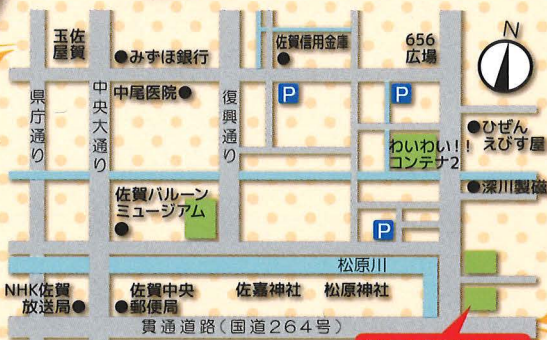 玉屋
佐賀
みずほ銀行
佐賀信用金庫
656
広場
N
県庁通り
中央大通り
中尾医院
復興通り
P
P
わいわい!!
コンテナ2
ひぜん
えびす屋
佐賀バルーン
ミュージアム
深川製磁
P
松原川
NHK佐賀
放送局
佐賀中央
郵便局
佐嘉神社
松原神社
貫通道路(国道264号)